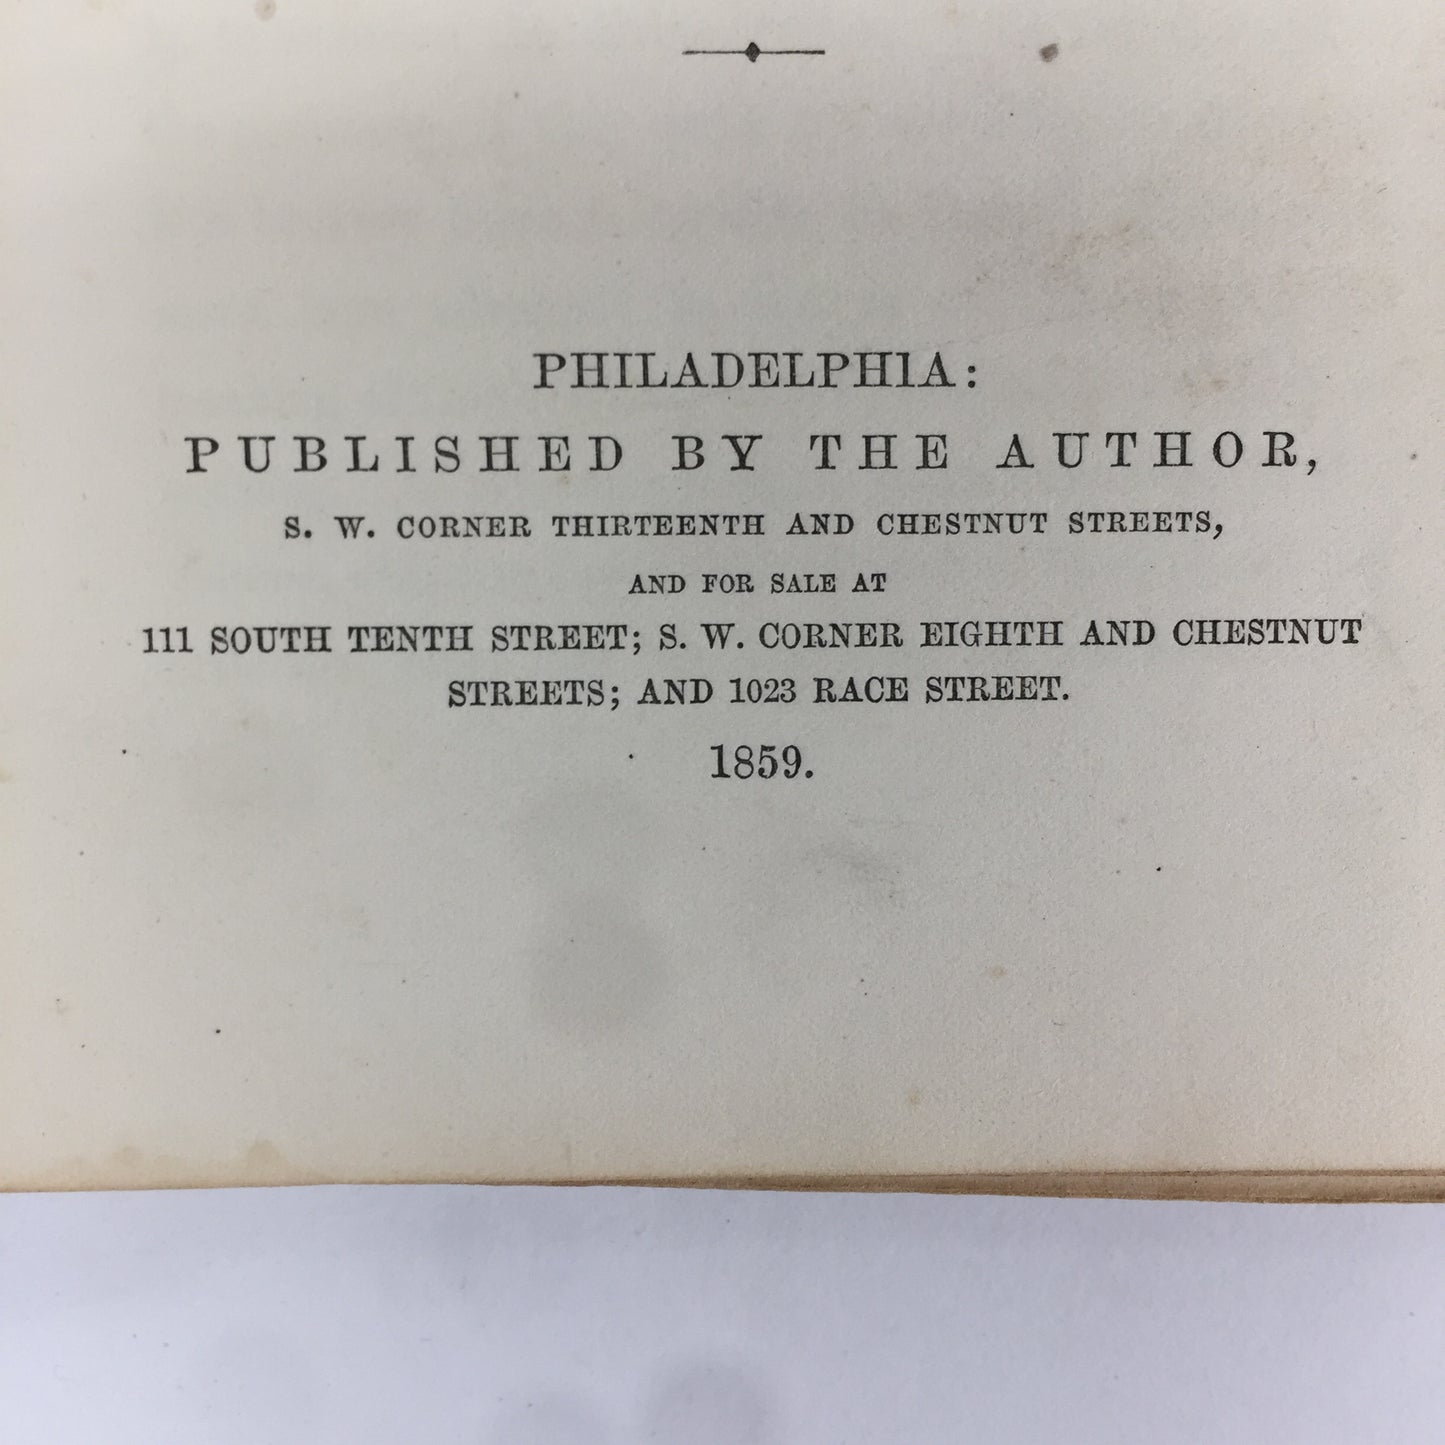 PHILADELPHIA:
PUBLISHED BY THE AUTHOR,
S. W. CORNER THIRTEENTH AND CHESTNUT STREETS,
AND FOR SALE AT
111 SOUTH TENTH STREET; S. W. CORNER EIGHTH AND CHESTNUT
STREETS; AND 1023 RACE STREET.
1859.